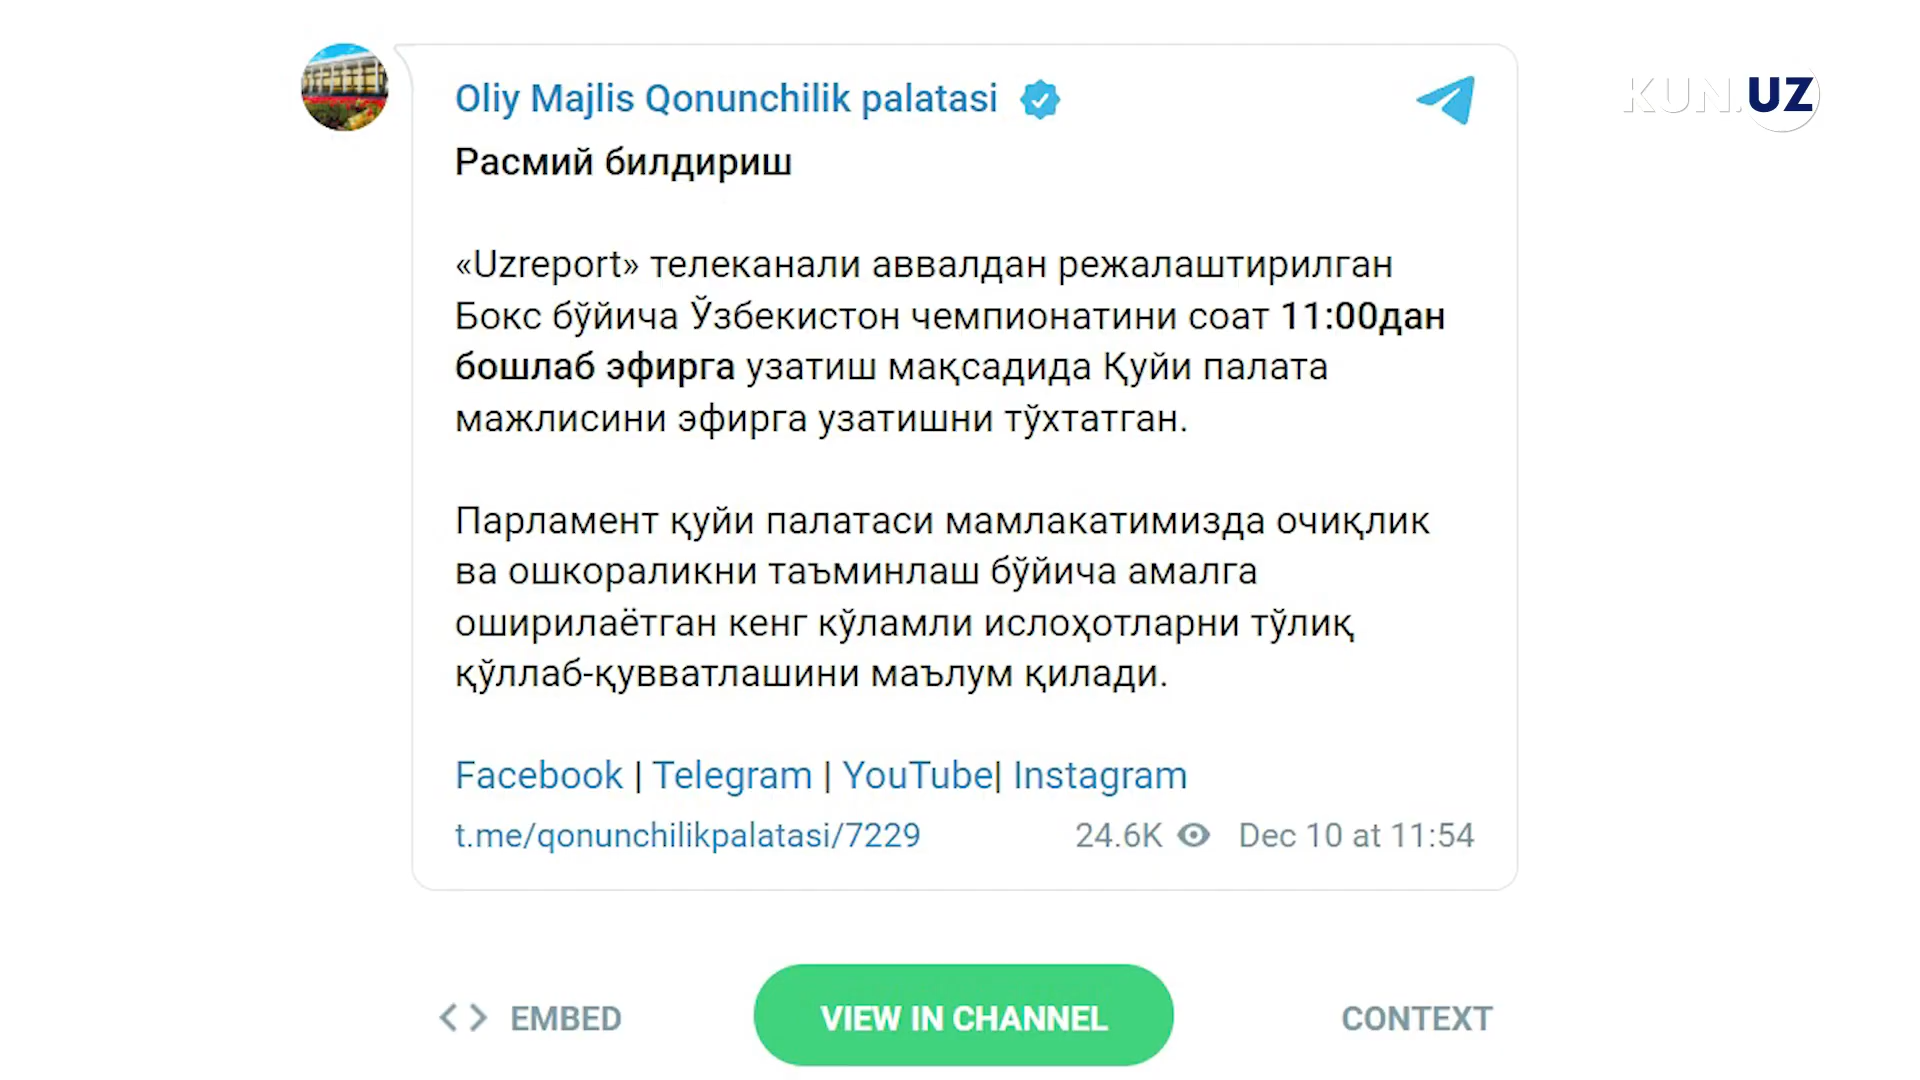 Oliy Majlis Qonunchilik palatasi
KUN.UZ
Расмий билдириш
«Uzreport» телеканали аввалдан режалаштирилган
Бокс бўйича Ўзбекистон чемпионатини соат 11:00дан
бошлаб эфирга узатиш мақсадида Қуйи палата
мажлисини эфирга узатишни тўхтатган.
Парламент қуйи палатаси мамлакатимизда очиқлик
ва ошкораликни таъминлаш бўйича амалга
оширилаётган кенг кўламли ислоҳотларни тўлиқ
қўллаб-қувватлашини маълум қилади.
Facebook | Telegram | YouTube| Instagram
t.me/qonunchilikpalatasi/7229 24.6K Dec 10 at 11:54
EMBED VIEW IN CHANNEL CONTEXT